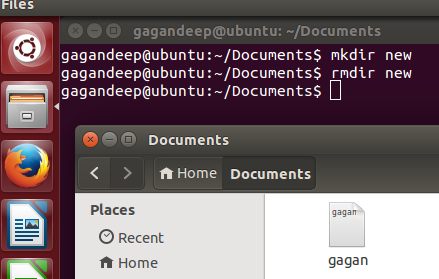 Files
gagandeep@ubuntu: ~/Documents
gagandeep@ubuntu:~/Documents$ mkdir new
gagandeep@ubuntu:~/Documents$ rmdir new
gagandeep@ubuntu:~/Documents$
Documents
Home Documents
Places
Recent
Home
gagan
gagan